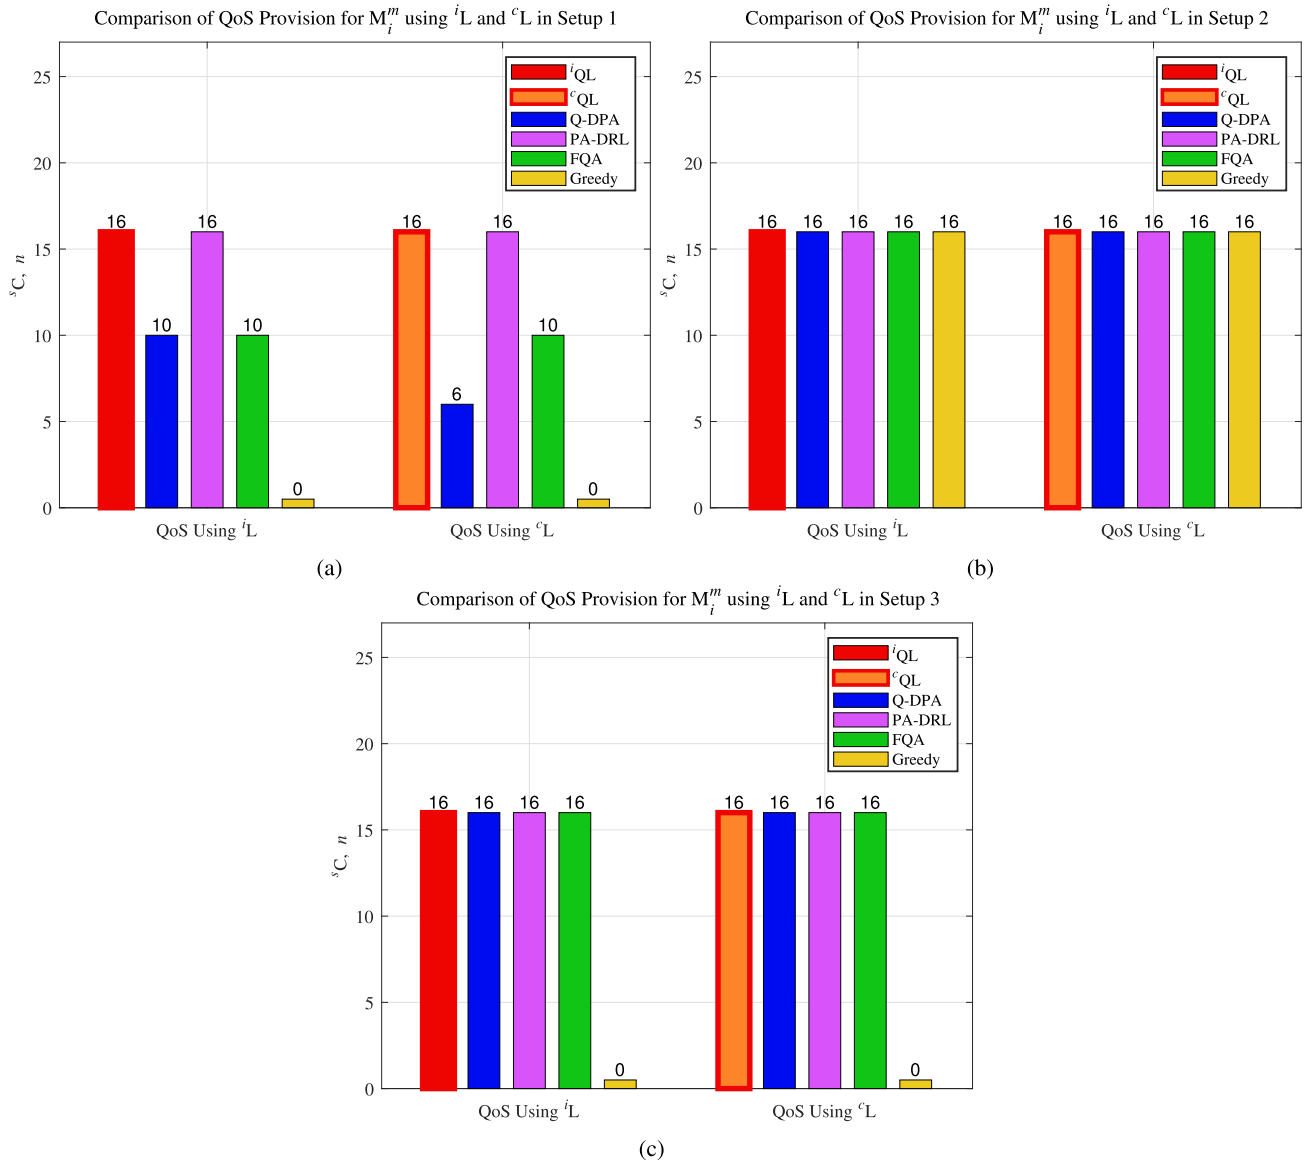 Comparison of QoS Provision for M_i^m using ^iL and ^cL in Setup 1
25
20
15
10
5
0
^sC, n
^iQL
^cQL
Q-DPA
PA-DRL
FQA
Greedy
16 10 16 10 0
16 6 16 10 0
QoS Using ^iL QoS Using ^cL
(a)
Comparison of QoS Provision for M_i^m using ^iL and ^cL in Setup 2
25
20
15
10
5
0
^sC, n
^iQL
^cQL
Q-DPA
PA-DRL
FQA
Greedy
16 16 16 16 16
16 16 16 16 16
QoS Using ^iL QoS Using ^cL
(b)
Comparison of QoS Provision for M_i^m using ^iL and ^cL in Setup 3
25
20
15
10
5
0
^sC, n
^iQL
^cQL
Q-DPA
PA-DRL
FQA
Greedy
16 16 16 16 0
16 16 16 16 0
QoS Using ^iL QoS Using ^cL
(c)